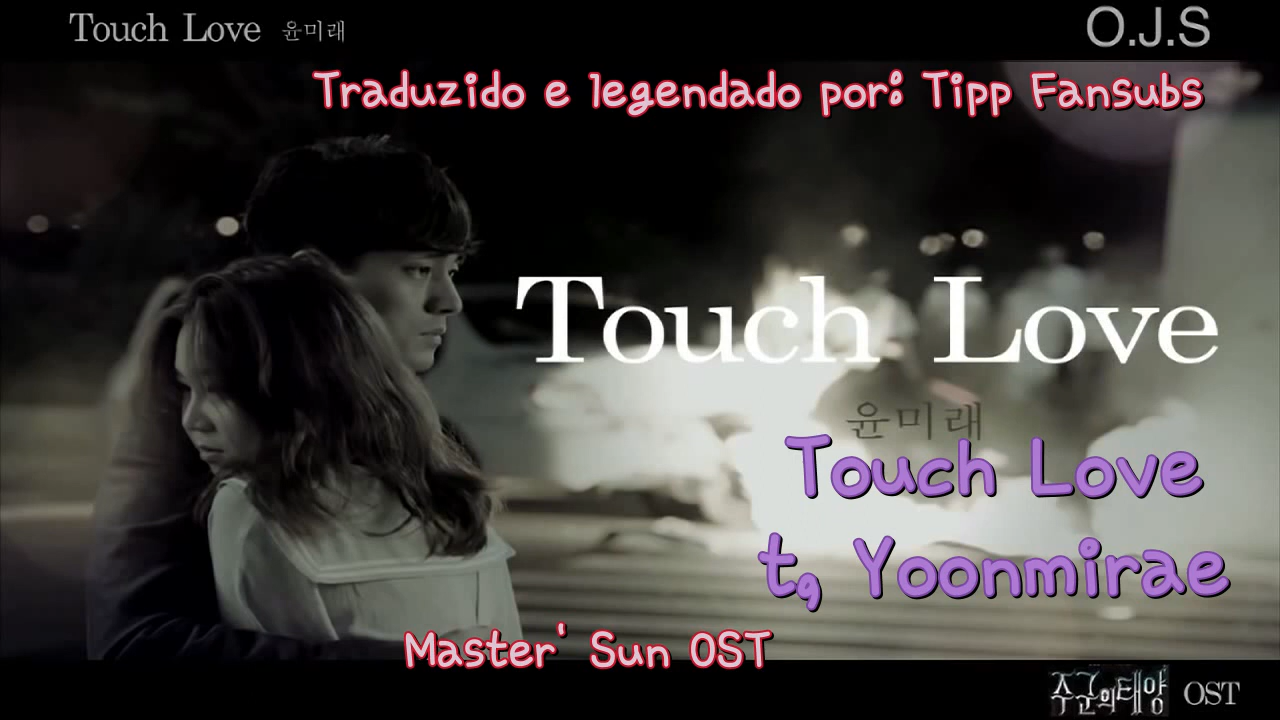 Touch Love 윤미래
O.J.S
Traduzido e legendado por: Tipp Fansubs
Touch Love
윤미래
Touch Love
t, Yoonmirae
Master' Sun OST
주군의태양 OST